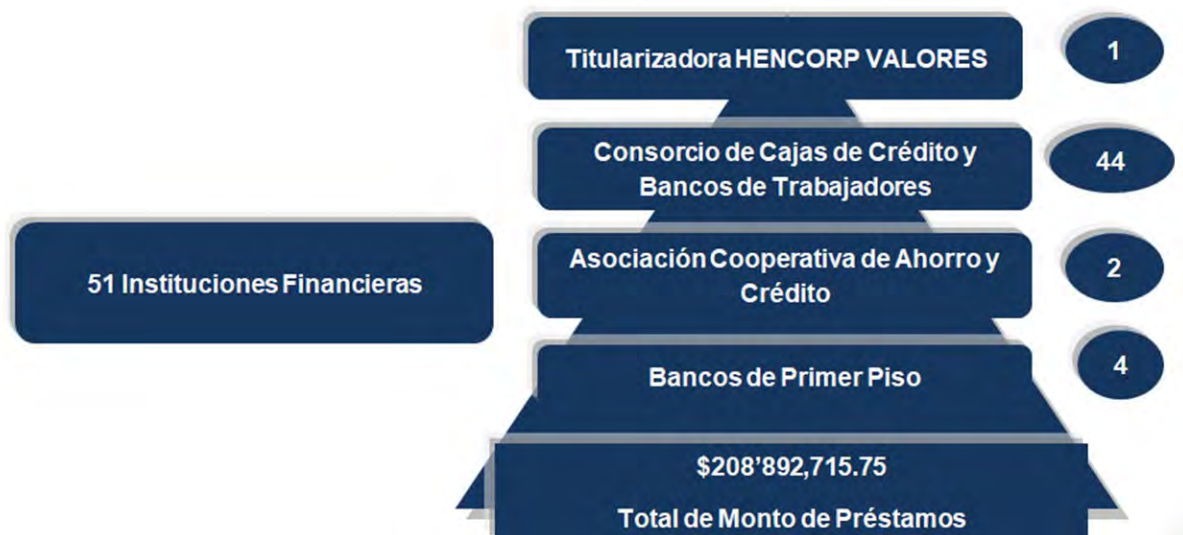 Titularizadora HENCORP VALORES
1
Consorcio de Cajas de Crédito y
Bancos de Trabajadores
44
51 Instituciones Financieras
Asociación Cooperativa de Ahorro y
Crédito
2
Bancos de Primer Piso
4
$208’892,715.75
Total de Monto de Préstamos